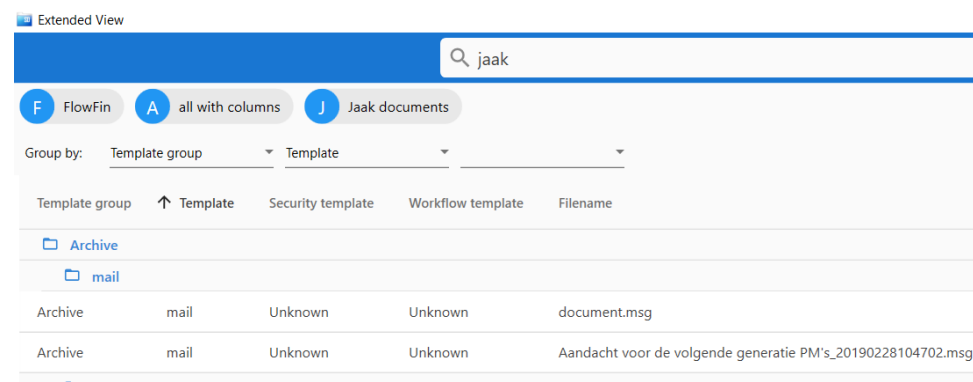 Extended View
jaak
F FlowFin A all with columns J Jaak documents
Group by: Template group Template
Template group Template Security template Workflow template Filename
Archive
mail
Archive mail Unknown Unknown document.msg
Archive mail Unknown Unknown Aandacht voor de volgende generatie PM's_20190228104702.msg